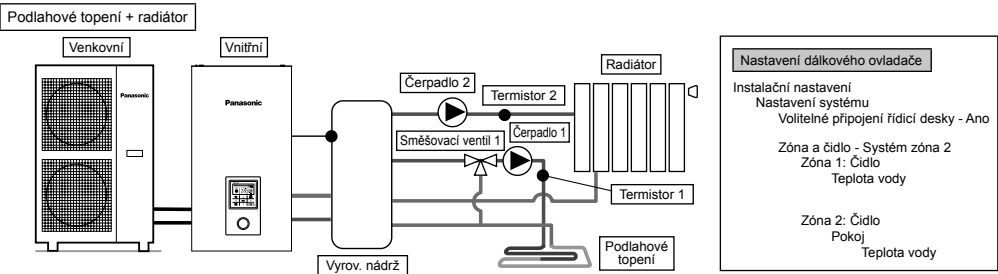 Podlahové topení + radiátor
Venkovní
Vnitřní
Panasonic
Panasonic
Vyrov. nádrž
Čerpadlo 2
Termistor 2
Radiátor
Směšovací ventil 1
Čerpadlo 1
Termistor 1
Podlahové
topení
Nastavení dálkového ovladače
Instalační nastavení
Nastavení systému
Volitelné připojení řídicí desky - Ano
Zóna a čidlo - Systém zóna 2
Zóna 1: Čidlo
Teplota vody
Zóna 2: Čidlo
Pokoj
Teplota vody